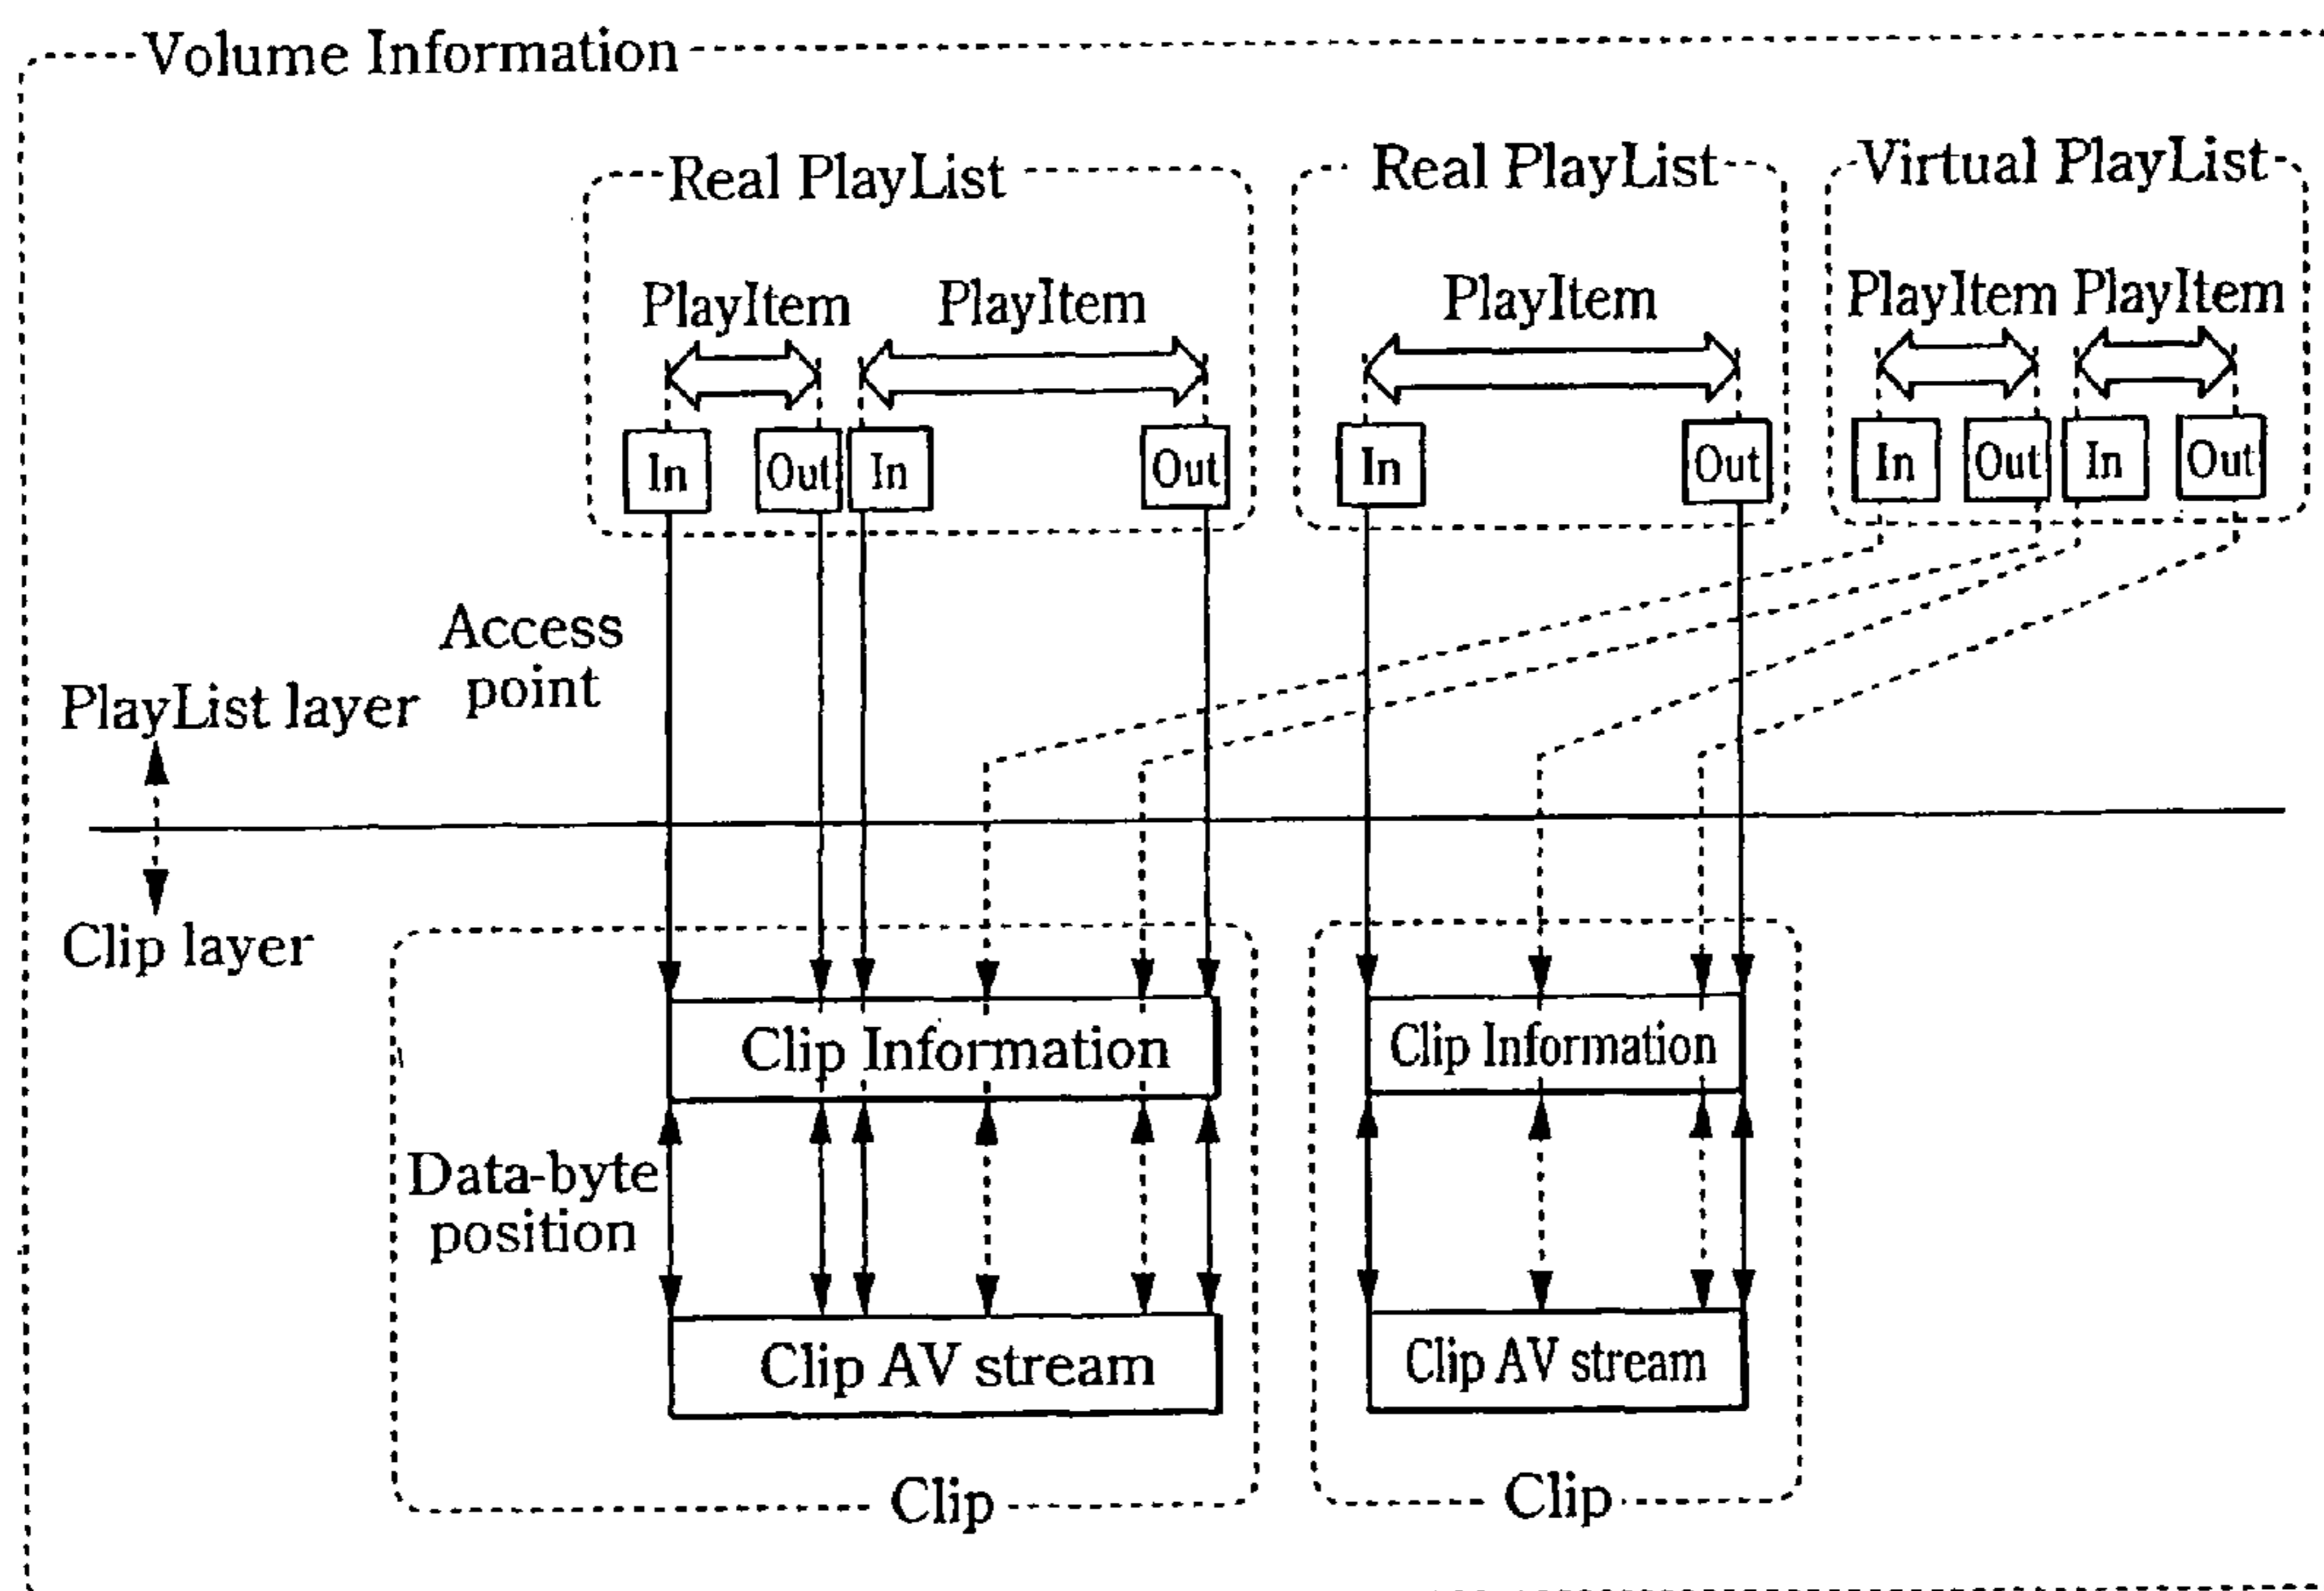 Volume Information
Real PlayList
Real PlayList
Virtual PlayList
PlayItem
PlayItem
PlayItem
PlayItem
PlayItem
In
Out
In
Out
In
Out
In
Out
In
Out
Access
point
PlayList layer
Clip layer
Clip Information
Clip Information
Data-byte
position
Clip AV stream
Clip AV stream
Clip
Clip